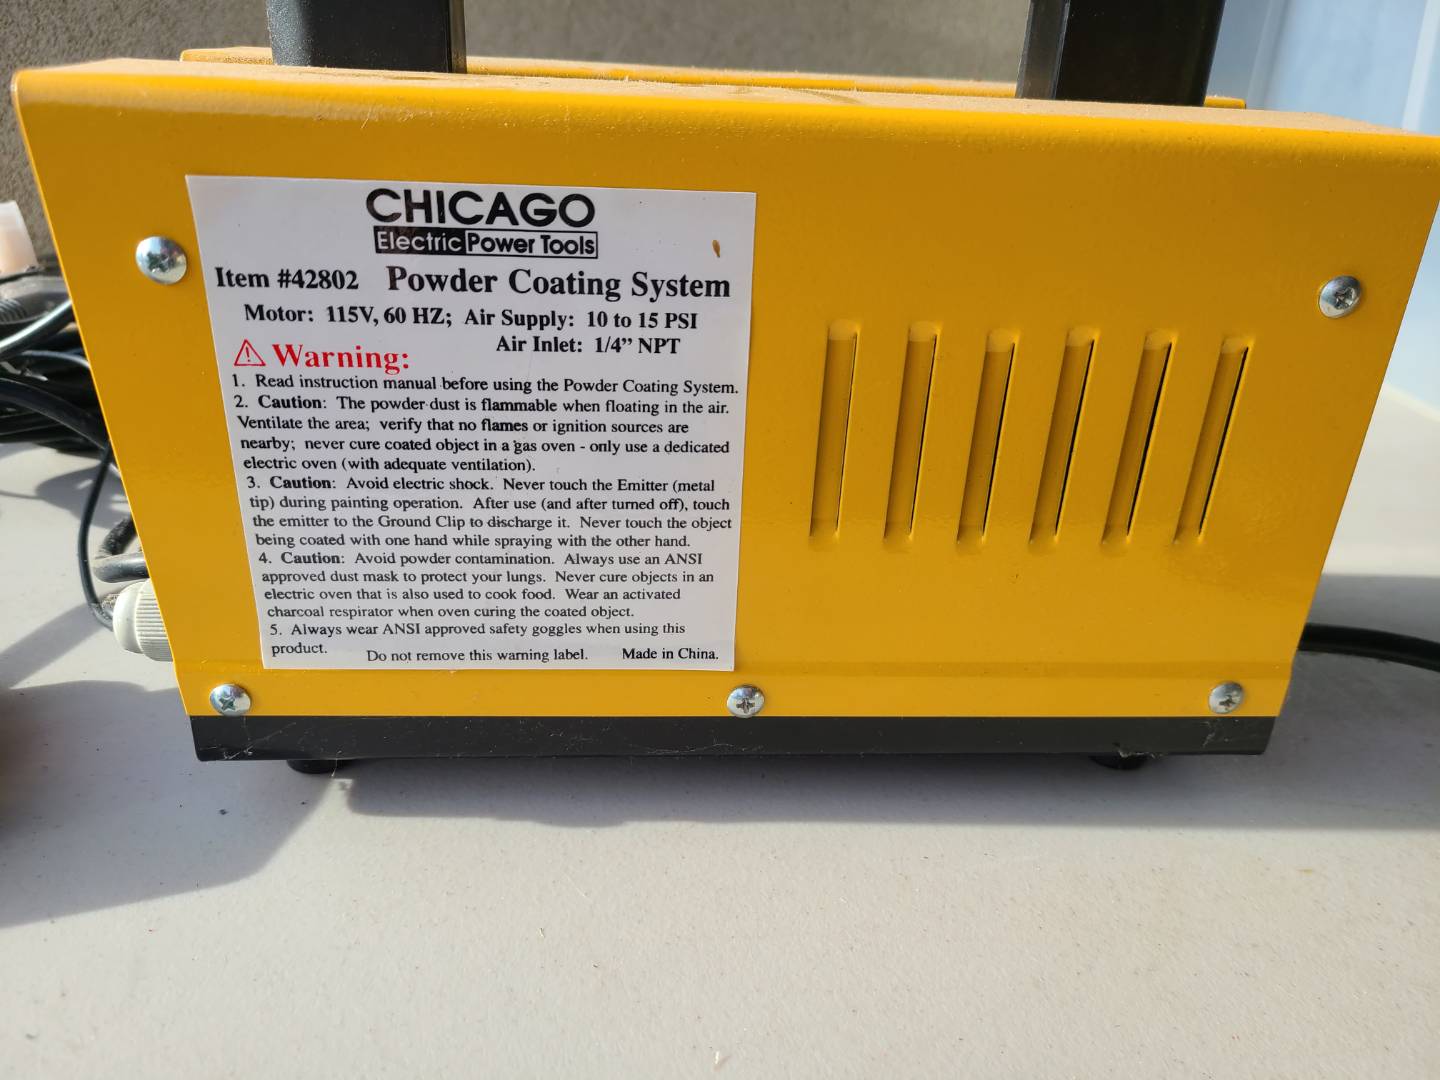 CHICAGO
Electric Power Tools
Item #42802 Powder Coating System
Motor: 115V, 60 HZ; Air Supply: 10 to 15 PSI
Air Inlet: 1/4” NPT
Warning:
1. Read instruction manual before using the Powder Coating System.
2. Caution: The powder dust is flammable when floating in the air.
Ventilate the area; verify that no flames or ignition sources are
nearby; never cure coated object in a gas oven - only use a dedicated
electric oven (with adequate ventilation).
3. Caution: Avoid electric shock. Never touch the Emitter (metal
tip) during painting operation. After use (and after turned off), touch
the emitter to the Ground Clip to discharge it. Never touch the object
being coated with one hand while spraying with the other hand.
4. Caution: Avoid powder contamination. Always use an ANSI
approved dust mask to protect your lungs. Never cure objects in an
electric oven that is also used to cook food. Wear an activated
charcoal respirator when oven curing the coated object.
5. Always wear ANSI approved safety goggles when using this
product. Do not remove this warning label. Made in China.